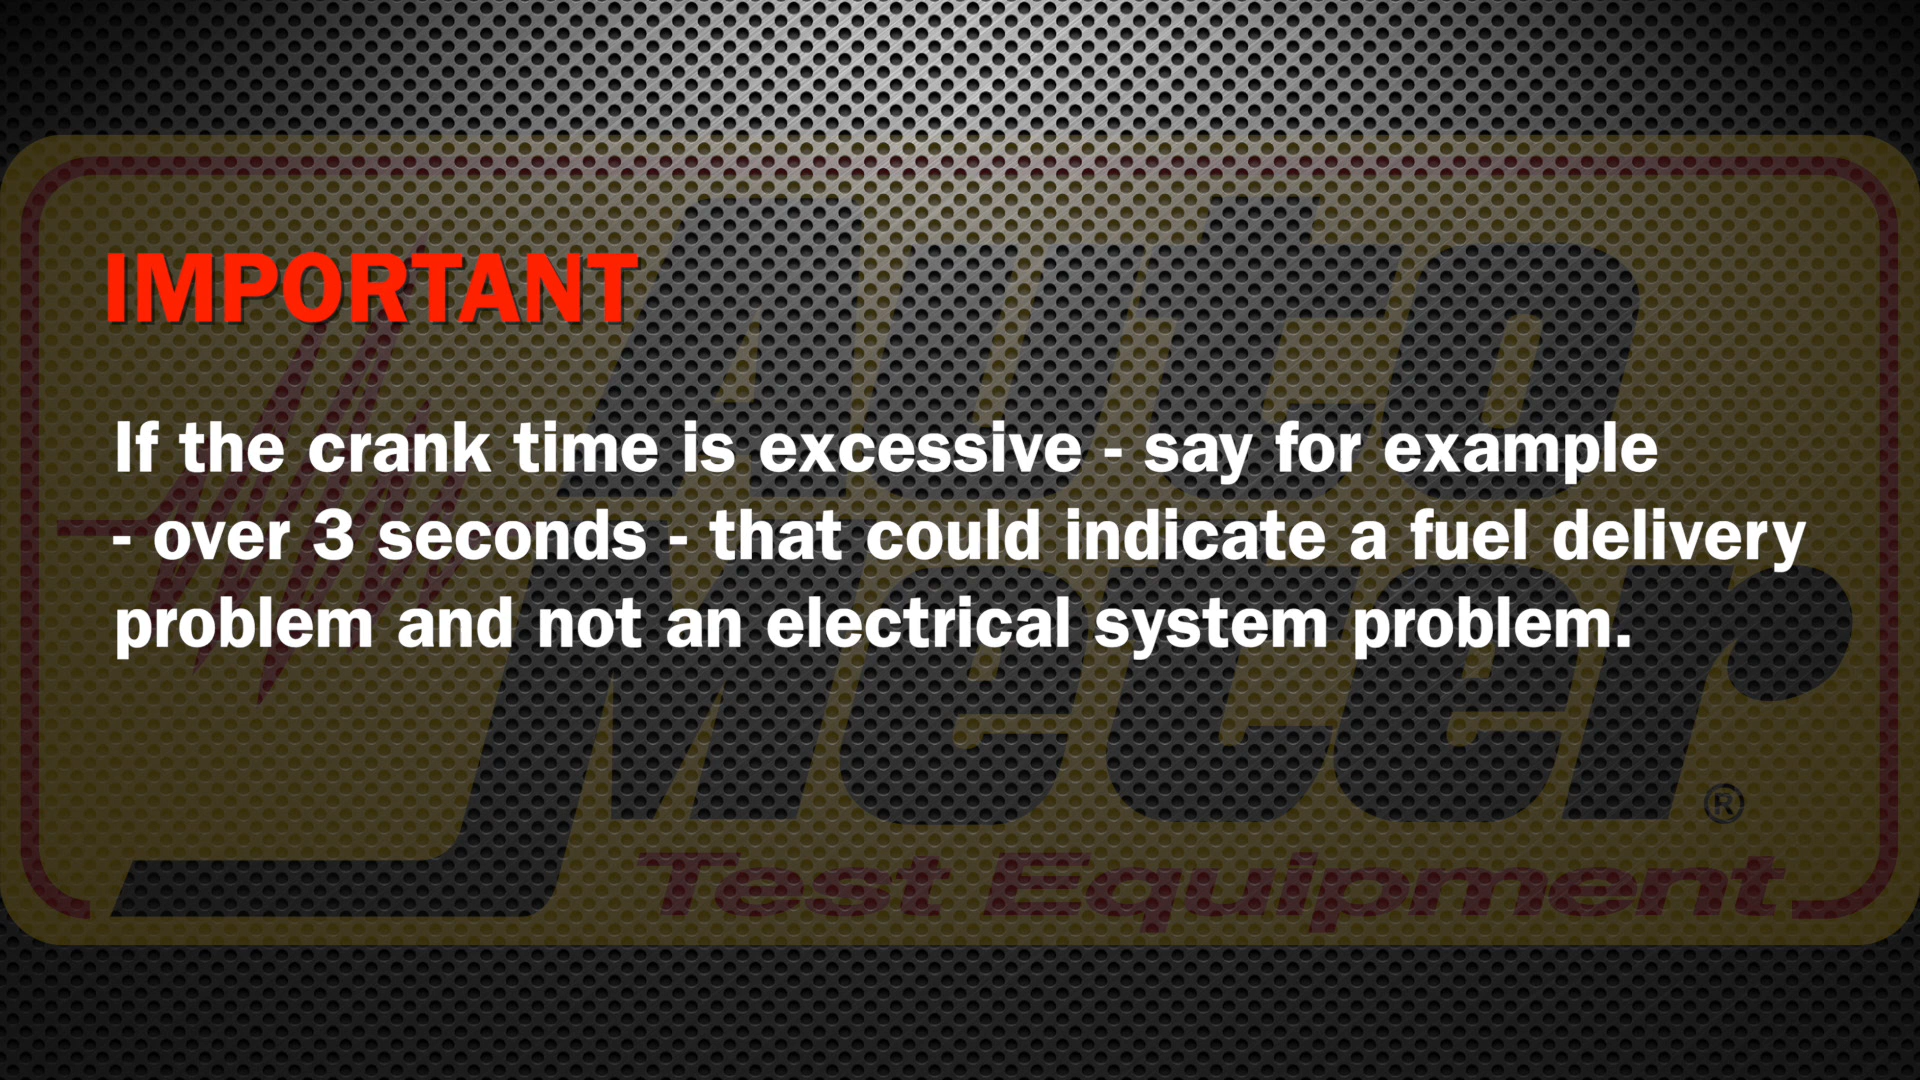 IMPORTANT
If the crank time is excessive - say for example
- over 3 seconds - that could indicate a fuel delivery
problem and not an electrical system problem.
Auto
Meter®
Test Equipment